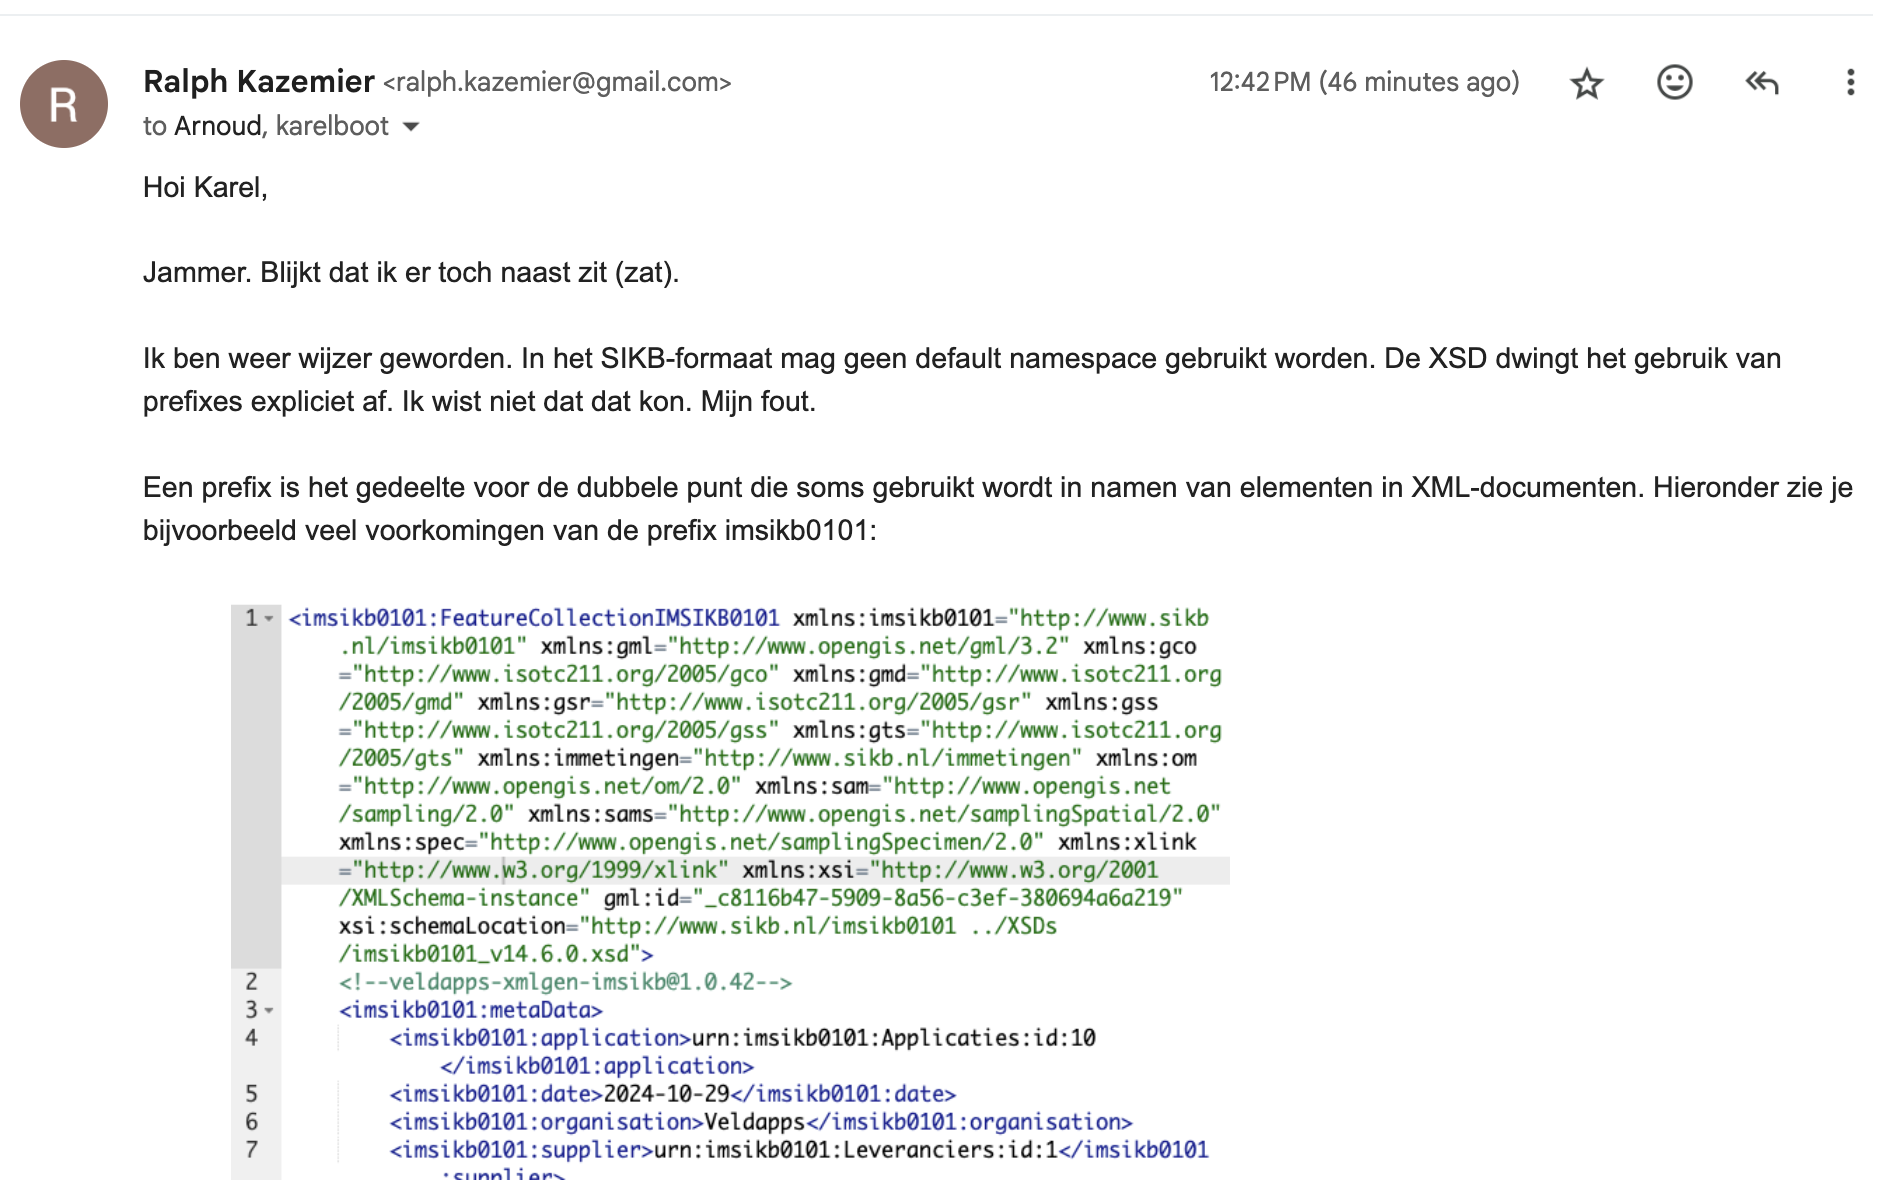 Ralph Kazemier <ralph.kazemier@gmail.com>
12:42 PM (46 minutes ago)
R
to Arnoud, karelboot
Hoi Karel,
Jammer. Blijkt dat ik er toch naast zit (zat).
Ik ben weer wijzer geworden. In het SIKB-formaat mag geen default namespace gebruikt worden. De XSD dwingt het gebruik van
prefixes expliciet af. Ik wist niet dat dat kon. Mijn fout.
Een prefix is het gedeelte voor de dubbele punt die soms gebruikt wordt in namen van elementen in XML-documenten. Hieronder zie je
bijvoorbeeld veel voorkomingen van de prefix imsikb0101:
1 <imsikb0101:FeatureCollectionIMSIKB0101 xmlns:imsikb0101="http://www.sikb
.nl/imsikb0101" xmlns:gml="http://www.opengis.net/gml/3.2" xmlns:gco
="http://www.isotc211.org/2005/gco" xmlns:gmd="http://www.isotc211.org
/2005/gmd" xmlns:gsr="http://www.isotc211.org/2005/gsr" xmlns:gss
="http://www.isotc211.org/2005/gss" xmlns:gts="http://www.isotc211.org
/2005/gts" xmlns:immetingen="http://www.sikb.nl/immetingen" xmlns:om
="http://www.opengis.net/om/2.0" xmlns:sam="http://www.opengis.net
/sampling/2.0" xmlns:sams="http://www.opengis.net/samplingSpatial/2.0"
xmlns:spec="http://www.opengis.net/samplingSpecimen/2.0" xmlns:xlink
="http://www.w3.org/1999/xlink" xmlns:xsi="http://www.w3.org/2001
/XMLSchema-instance" gml:id="_c8116b47-5909-8a56-c3ef-380694a6a219"
xsi:schemaLocation="http://www.sikb.nl/imsikb0101 ../XSDs
/imsikb0101_v14.6.0.xsd">
2 <!--veldapps-xmlgen-imsikb@1.0.42-->
3 <imsikb0101:metaData>
4 <imsikb0101:application>urn:imsikb0101:Applicaties:id:10
</imsikb0101:application>
5 <imsikb0101:date>2024-10-29</imsikb0101:date>
6 <imsikb0101:organisation>Veldapps</imsikb0101:organisation>
7 <imsikb0101:supplier>urn:imsikb0101:Leveranciers:id:1</imsikb0101
:supplier>